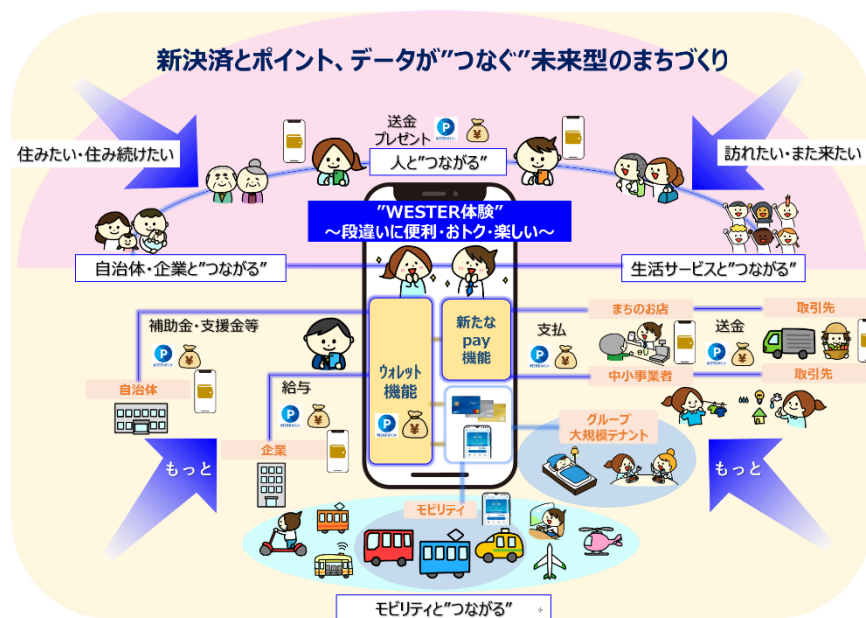 新決済とポイント、データが”つなぐ”未来型のまちづくり
住みたい・住み続けたい
訪れたい・また来たい
送金
プレゼント
人と”つながる”
”WESTER体験”
～段違いに便利・おトク・楽しい～
自治体・企業と”つながる”
生活サービスと”つながる”
補助金・支援金等
自治体
給与
企業
ウォレット
機能
新たな
pay
機能
支払
まちのお店
送金
取引先
中小事業者
取引先
グループ
大規模テナント
もっと
もっと
モビリティ
モビリティと”つながる”